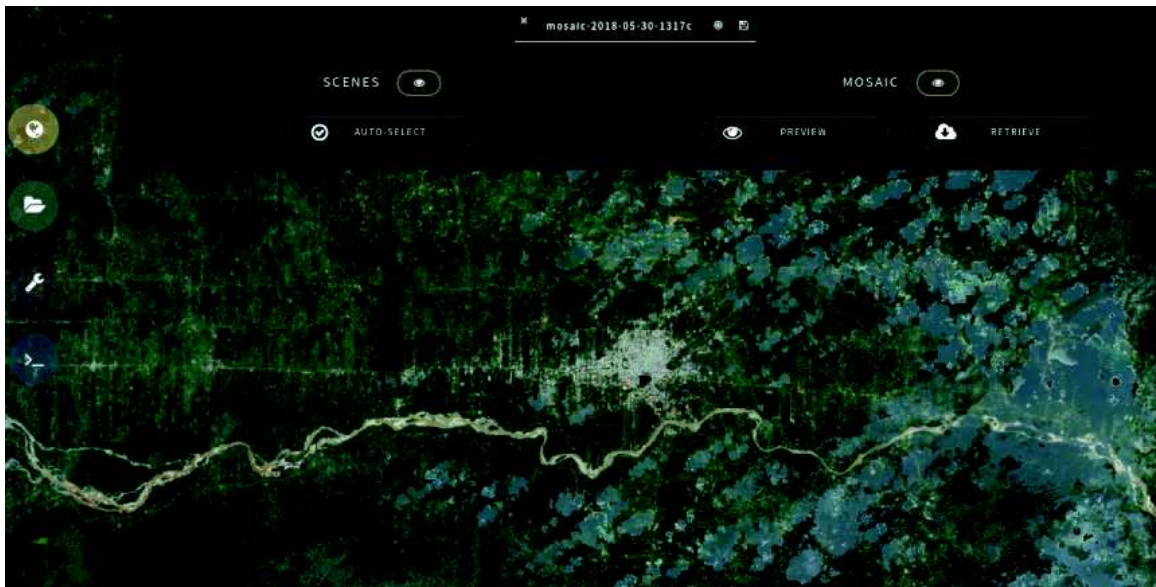 mosaic-2018-05-30-1317c
SCENES
MOSAIC
AUTO-SELECT
PREVIEW
RETRIEVE